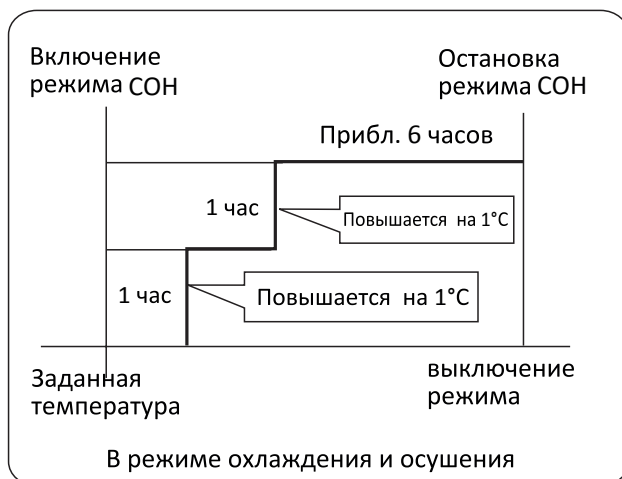 Включение
режима СОН
Остановка
режима СОН
Прибл. 6 часов
1 час
Повышается на 1°C
1 час
Повышается на 1°C
Заданная
температура
выключение
режима
В режиме охлаждения и осушения